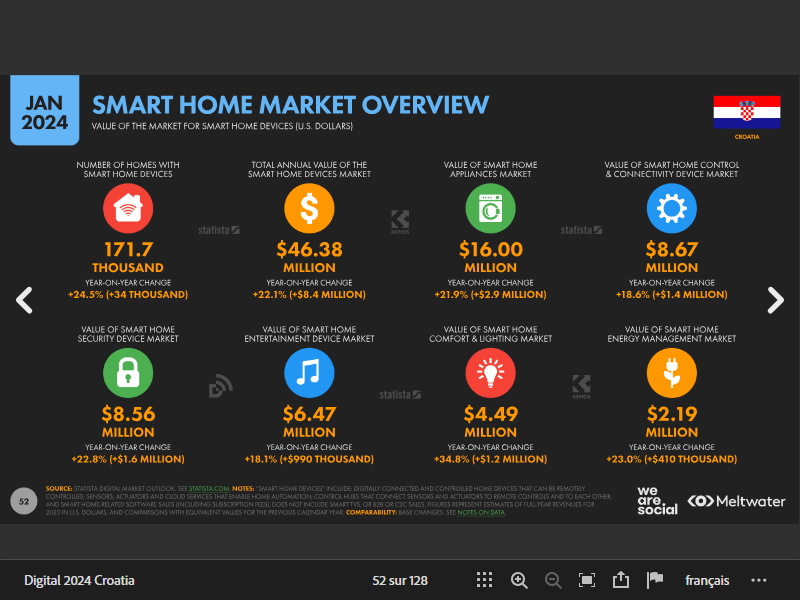 JAN
2024
SMART HOME MARKET OVERVIEW
VALUE OF THE MARKET FOR SMART HOME DEVICES (U.S. DOLLARS)
CROATIA
NUMBER OF HOMES WITH
SMART HOME DEVICES
171.7
THOUSAND
YEAR-ON-YEAR CHANGE
+24.5% (+34 THOUSAND)
TOTAL ANNUAL VALUE OF THE
SMART HOME DEVICES MARKET
$46.38
MILLION
YEAR-ON-YEAR CHANGE
+22.1% (+$8.4 MILLION)
VALUE OF SMART HOME
APPLIANCES MARKET
$16.00
MILLION
YEAR-ON-YEAR CHANGE
+21.9% (+$2.9 MILLION)
VALUE OF SMART HOME CONTROL
& CONNECTIVITY DEVICE MARKET
$8.67
MILLION
YEAR-ON-YEAR CHANGE
+18.6% (+$1.4 MILLION)
statista
KEPIOS
statista
VALUE OF SMART HOME
SECURITY DEVICE MARKET
$8.56
MILLION
YEAR-ON-YEAR CHANGE
+22.8% (+$1.6 MILLION)
VALUE OF SMART HOME
ENTERTAINMENT DEVICE MARKET
$6.47
MILLION
YEAR-ON-YEAR CHANGE
+18.1% (+$990 THOUSAND)
VALUE OF SMART HOME
COMFORT & LIGHTING MARKET
$4.49
MILLION
YEAR-ON-YEAR CHANGE
+34.8% (+$1.2 MILLION)
VALUE OF SMART HOME
ENERGY MANAGEMENT MARKET
$2.19
MILLION
YEAR-ON-YEAR CHANGE
+23.0% (+$410 THOUSAND)
statista
KEPIOS
52
SOURCE: STATISTA DIGITAL MARKET OUTLOOK. SEE STATISTA.COM. NOTES: "SMART HOME DEVICES" INCLUDE DIGITALLY CONNECTED AND CONTROLLED HOME DEVICES THAT CAN BE REMOTELY
CONTROLLED; SENSORS, ACTUATORS AND CLOUD SERVICES THAT ENABLE HOME AUTOMATION; CONTROL HUBS THAT CONNECT SENSORS AND ACTUATORS TO REMOTE CONTROLS AND TO EACH OTHER;
AND SMART HOME RELATED SOFTWARE SALES (INCLUDING SUBSCRIPTION FEES). DOES NOT INCLUDE SMART TVS, OR B2B OR C2C SALES. FIGURES REPRESENT ESTIMATES OF FULL-YEAR REVENUES FOR
2023 IN U.S. DOLLARS, AND COMPARISONS WITH EQUIVALENT VALUES FOR THE PREVIOUS CALENDAR YEAR. COMPARABILITY: BASE CHANGES. SEE NOTES ON DATA.
we
are.
social
Meltwater
Digital 2024 Croatia
52 sur 128
français